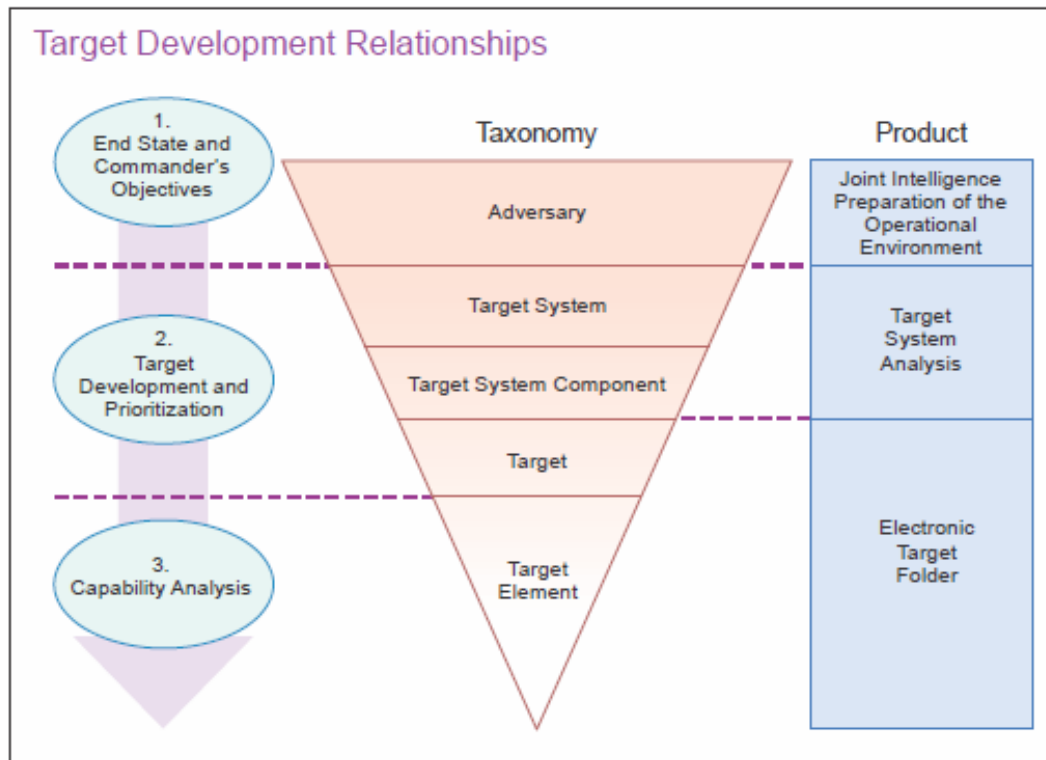 Target Development Relationships
1.
End State and
Commander's
Objectives
2.
Target
Development and
Prioritization
3.
Capability Analysis
Taxonomy
Adversary
Target System
Target System Component
Target
Target
Element
Product
Joint Intelligence
Preparation of the
Operational
Environment
Target
System
Analysis
Electronic
Target
Folder